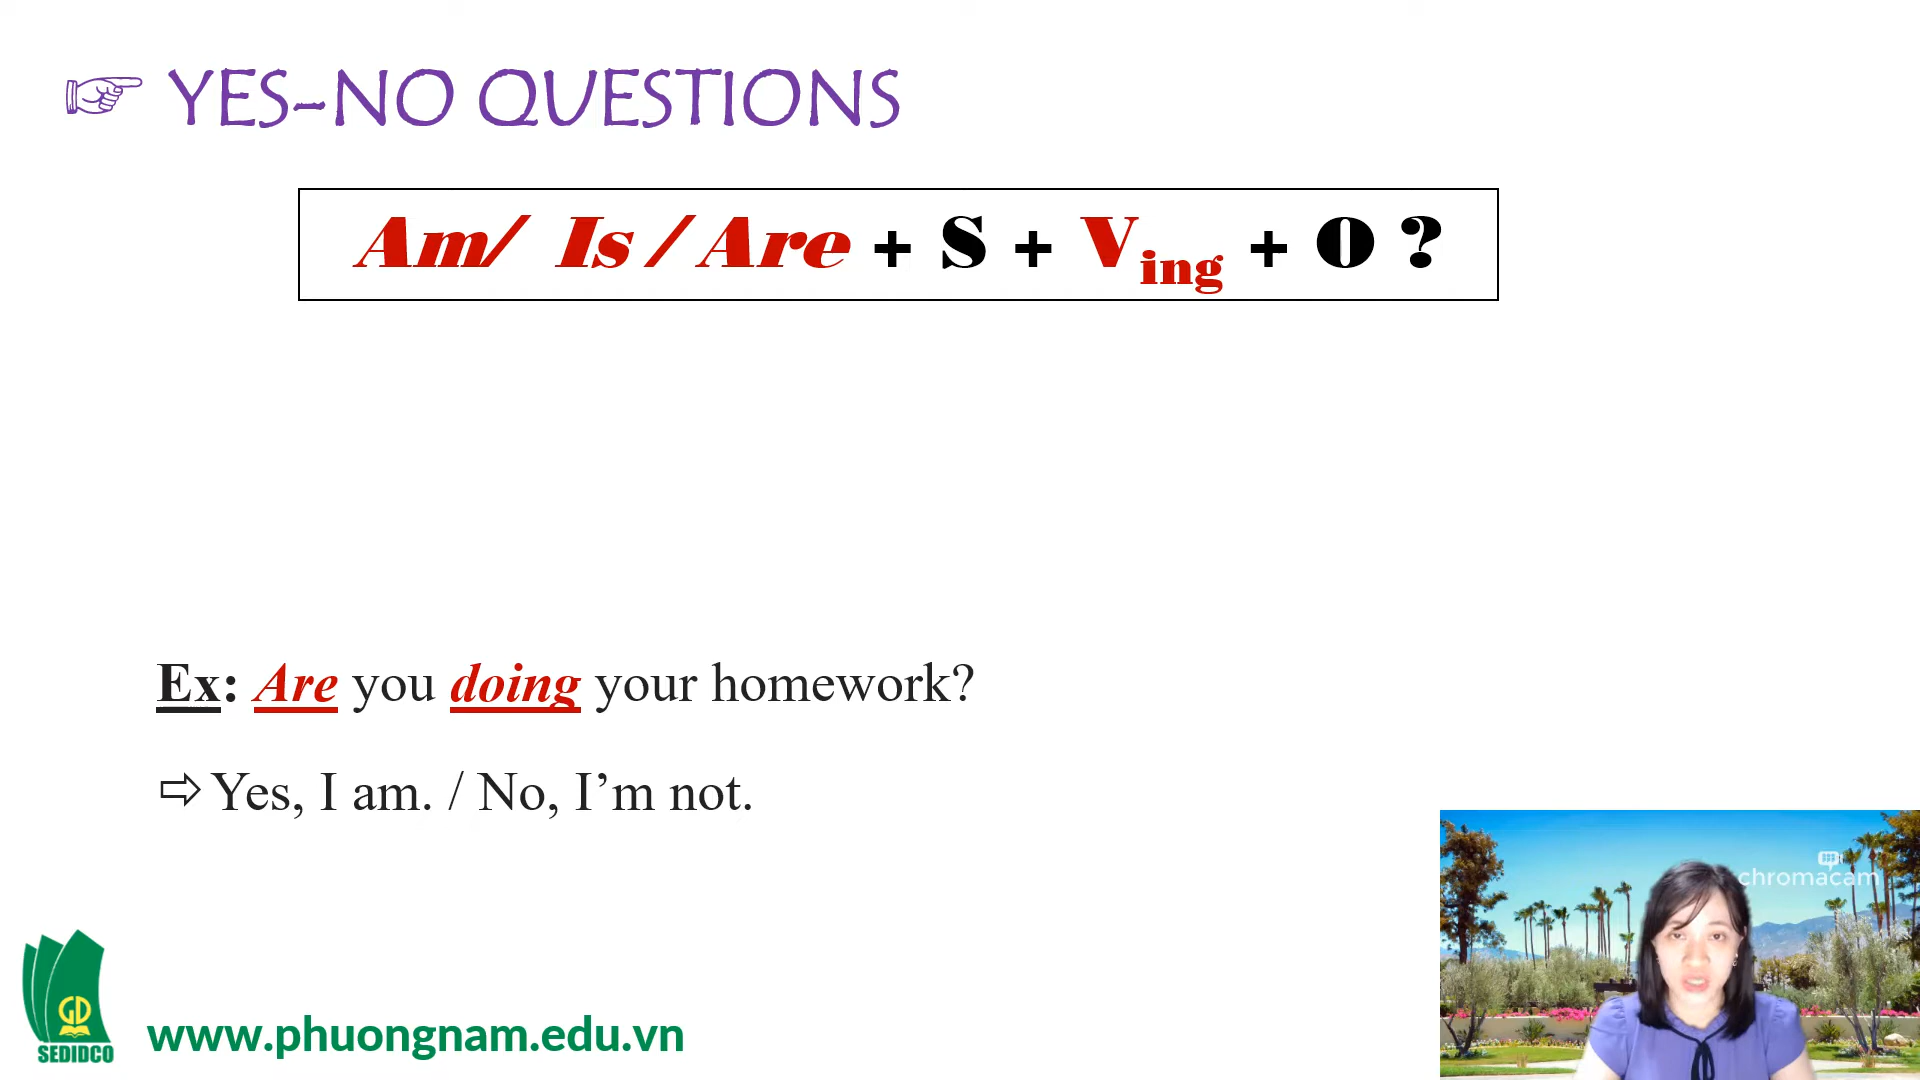 ☞ YES-NO QUESTIONS
Am/ Is / Are + S + Ving + O ?
Ex: Are you doing your homework?
⇨ Yes, I am. / No, I’m not.
chromacam
GD
SEDIDCO
www.phuongnam.edu.vn